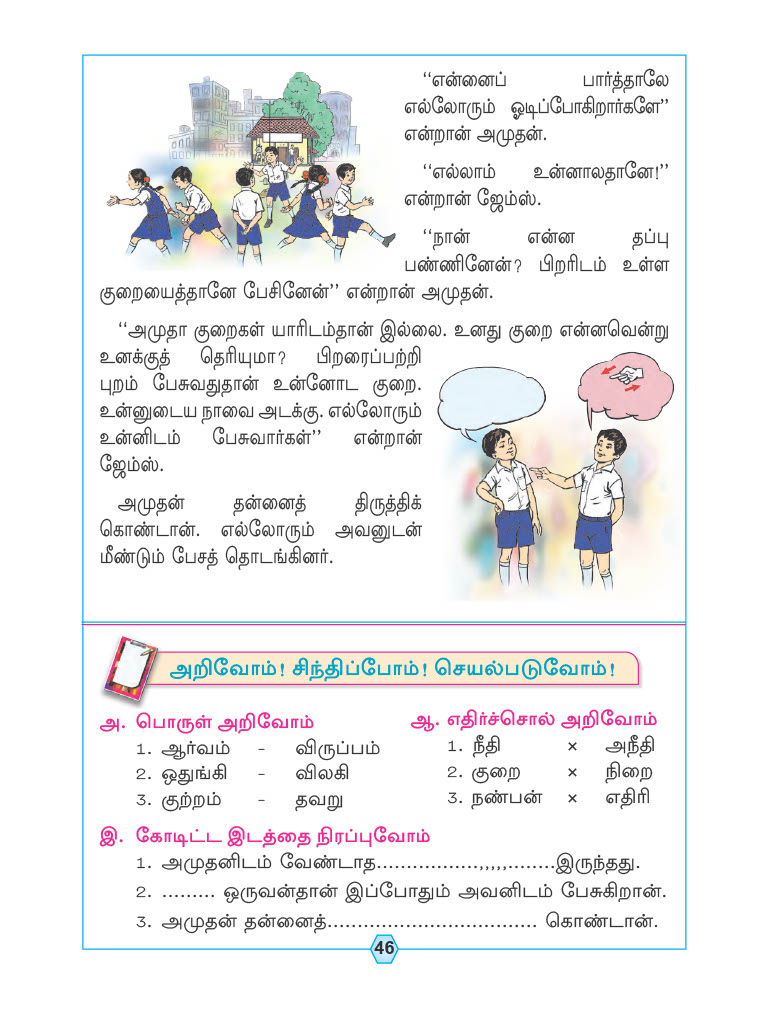 “என்னைப் பார்த்தாலே
எல்லோரும் ஓடிப்போகிறார்களே”
என்றான் அமுதன்.
“எல்லாம் உன்னாலதானே!”
என்றான் ஜேம்ஸ்.
“நான் என்ன தப்பு
பண்ணினேன்? பிறரிடம் உள்ள
குறையைத்தானே பேசினேன்” என்றான் அமுதன்.
“அமுதா குறைகள் யாரிடம்தான் இல்லை. உனது குறை என்னவென்று
உனக்குத் தெரியுமா? பிறரைப்பற்றி
புறம் பேசுவதுதான் உன்னோட குறை.
உன்னுடைய நாவை அடக்கு. எல்லோரும்
உன்னிடம் பேசுவார்கள்” என்றான்
ஜேம்ஸ்.
அமுதன் தன்னைத் திருத்திக்
கொண்டான். எல்லோரும் அவனுடன்
மீண்டும் பேசத் தொடங்கினர்.
அறிவோம்! சிந்திப்போம்! செயல்படுவோம்!
அ. பொருள் அறிவோம்
1. ஆர்வம் - விருப்பம்
2. ஒதுங்கி - விலகி
3. குற்றம் - தவறு
ஆ. எதிர்ச்சொல் அறிவோம்
1. நீதி × அநீதி
2. குறை × நிறை
3. நண்பன் × எதிரி
இ. கோடிட்ட இடத்தை நிரப்புவோம்
1. அமுதனிடம் வேண்டாத.................,,,,,........இருந்தது.
2. ......... ஒருவன்தான் இப்போதும் அவனிடம் பேசுகிறான்.
3. அமுதன் தன்னைத்................................... கொண்டான்.
46